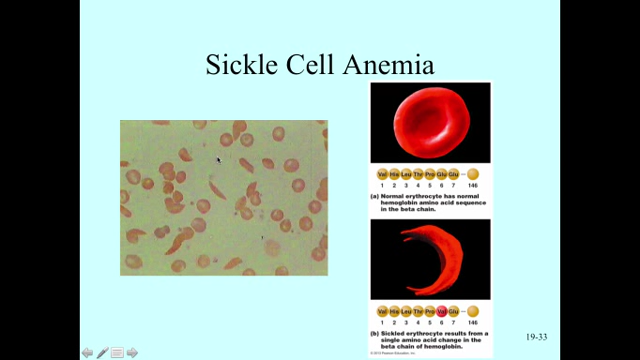 Sickle Cell Anemia
Val His Leu Thr Pro Glu Glu
1 2 3 4 5 6 7 146
(a) Normal erythrocyte has normal
hemoglobin amino acid sequence
in the beta chain.
Val His Leu Thr Pro Val Glu
1 2 3 4 5 6 7 146
(b) Sickled erythrocyte results from a
single amino acid change in the
beta chain of hemoglobin.
© 2013 Pearson Education, Inc.
19-33